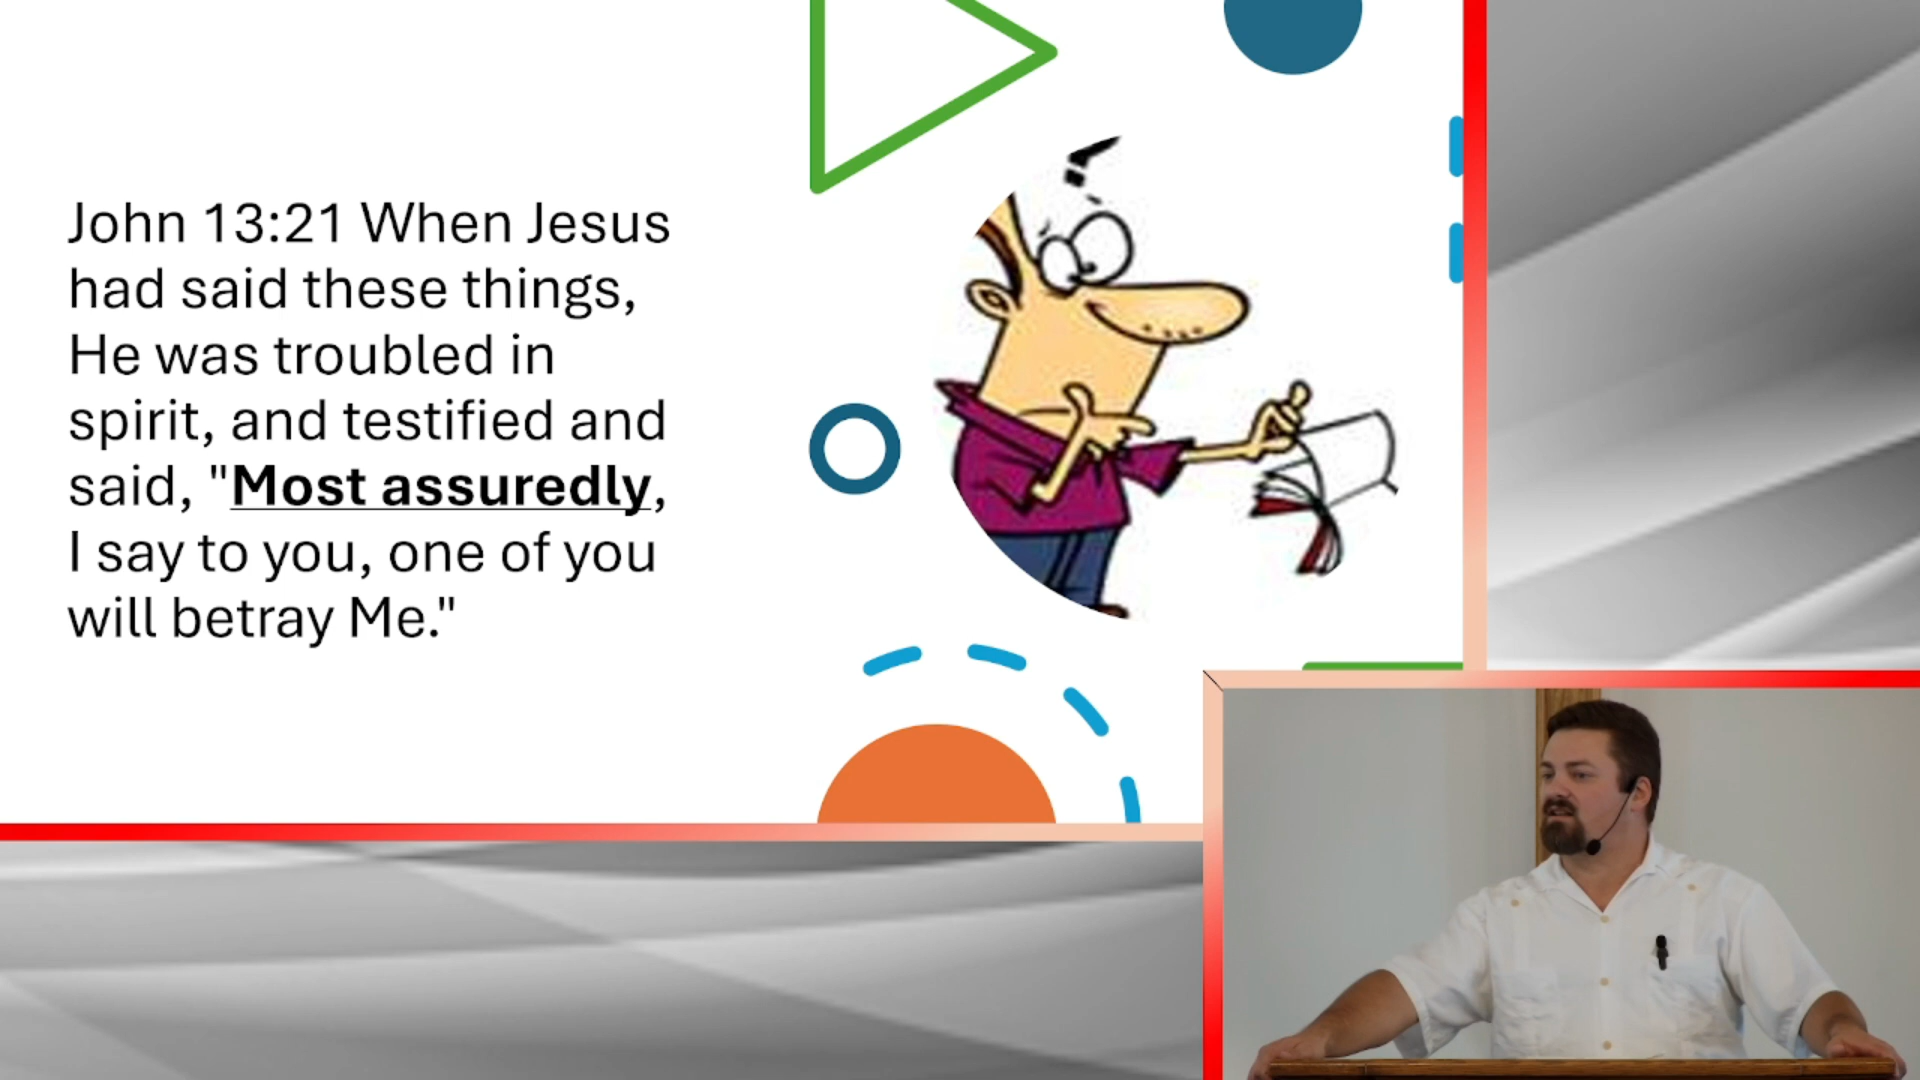 John 13:21 When Jesus
had said these things,
He was troubled in
spirit, and testified and
said, "Most assuredly,
I say to you, one of you
will betray Me."